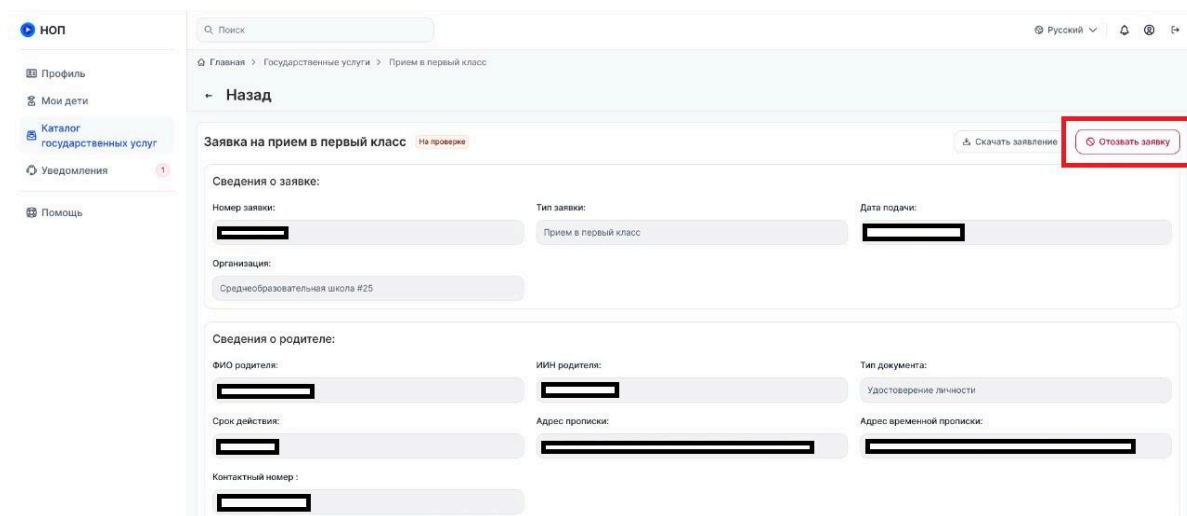 НОП
Поиск
Русский
Главная > Государственные услуги > Прием в первый класс
Профиль
Мои дети
Каталог
государственных услуг
Уведомления 1
Помощь
← Назад
Заявка на прием в первый класс На проверке
Скачать заявление
Отозвать заявку
Сведения о заявке:
Номер заявки: Тип заявки: Дата подачи:
Прием в первый класс
Организация:
Среднеобразовательная школа #25
Сведения о родителе:
ФИО родителя: ИИН родителя: Тип документа:
Удостоверение личности
Срок действия: Адрес прописки: Адрес временной прописки:
Контактный номер :